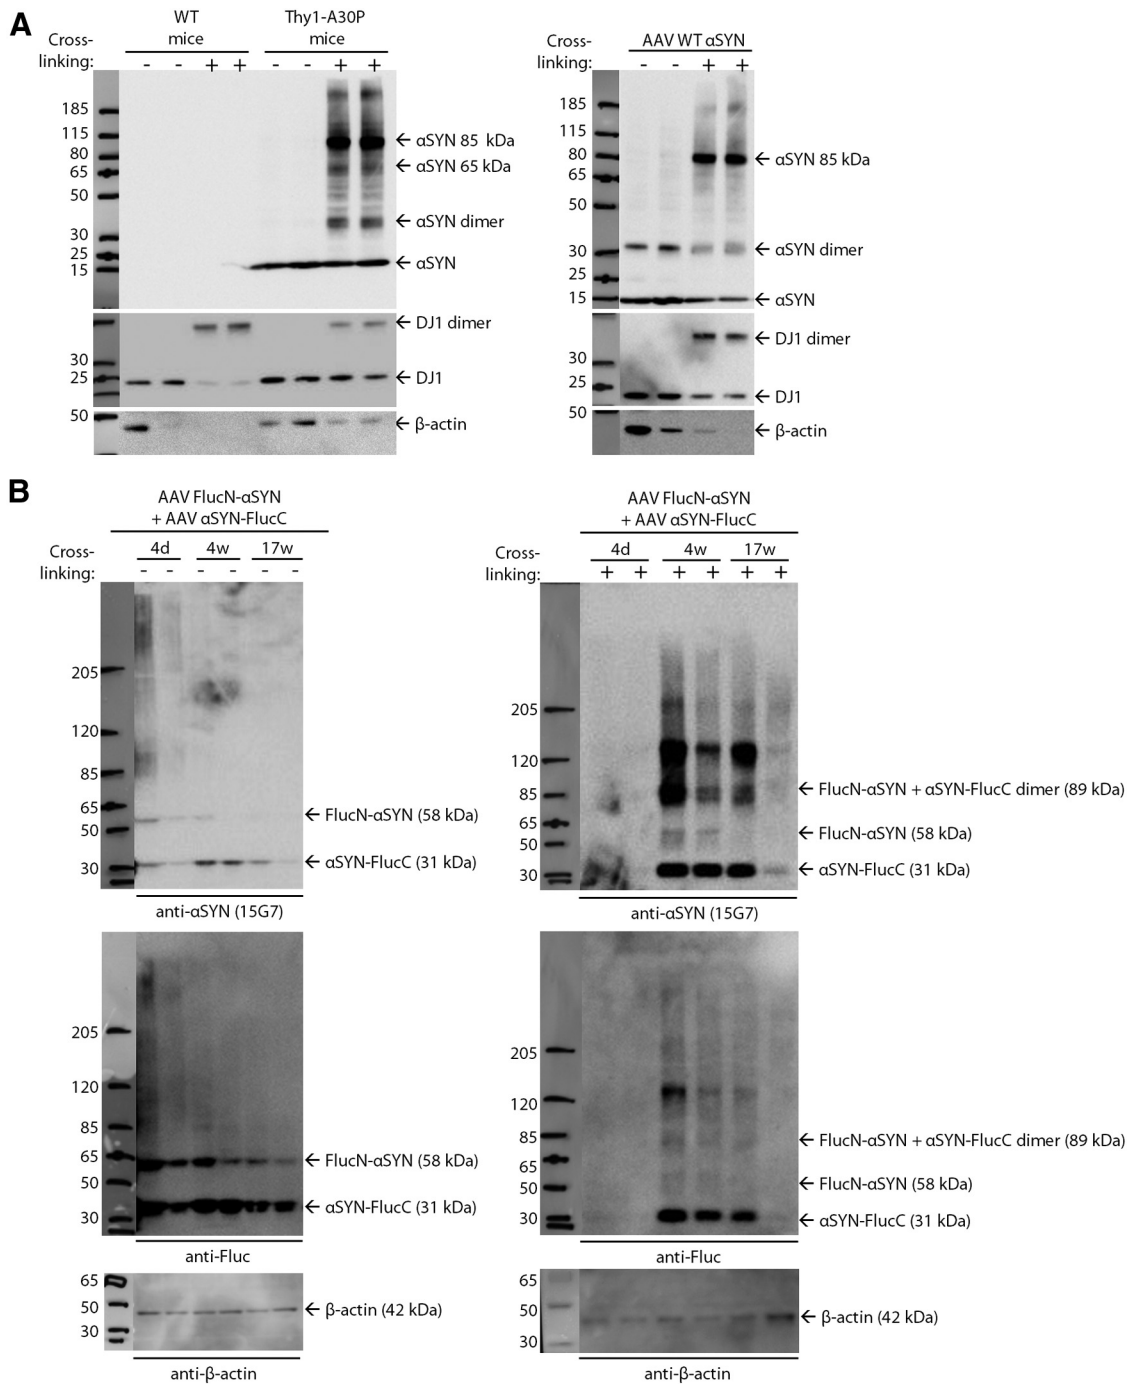 A
WT mice
Thy1-A30P mice
Cross-linking:
- - + + - - + +
185
115
80
65
50
30
25
15
← αSYN 85 kDa
← αSYN 65 kDa
← αSYN dimer
← αSYN
30
25
← DJ1 dimer
← DJ1
50
← β-actin
AAV WT αSYN
Cross-linking:
- - + +
185
115
80
65
50
30
25
15
← αSYN 85 kDa
← αSYN dimer
← αSYN
30
25
← DJ1 dimer
← DJ1
50
← β-actin
B
AAV FlucN-αSYN
+ AAV αSYN-FlucC
4d 4w 17w
Cross-linking:
- - - - - -
205
120
85
65
50
30
← FlucN-αSYN (58 kDa)
← αSYN-FlucC (31 kDa)
anti-αSYN (15G7)
205
120
85
65
50
30
← FlucN-αSYN (58 kDa)
← αSYN-FlucC (31 kDa)
anti-Fluc
65
50
30
← β-actin (42 kDa)
anti-β-actin
AAV FlucN-αSYN
+ AAV αSYN-FlucC
4d 4w 17w
Cross-linking:
+ + + + + +
205
120
85
65
50
30
← FlucN-αSYN + αSYN-FlucC dimer (89 kDa)
← FlucN-αSYN (58 kDa)
← αSYN-FlucC (31 kDa)
anti-αSYN (15G7)
205
120
85
65
50
30
← FlucN-αSYN + αSYN-FlucC dimer (89 kDa)
← FlucN-αSYN (58 kDa)
← αSYN-FlucC (31 kDa)
anti-Fluc
65
50
30
← β-actin (42 kDa)
anti-β-actin